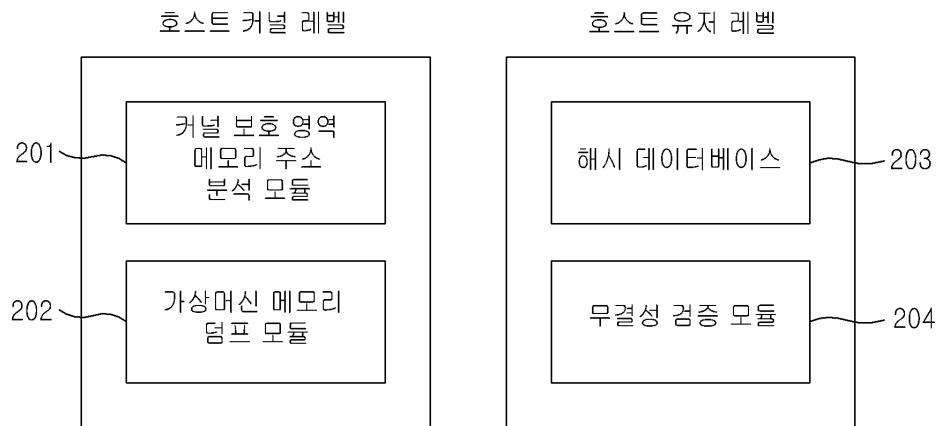 호스트 커널 레벨
호스트 유저 레벨
201
커널 보호 영역
메모리 주소
분석 모듈
202
가상머신 메모리
덤프 모듈
해시 데이터베이스
203
무결성 검증 모듈
204